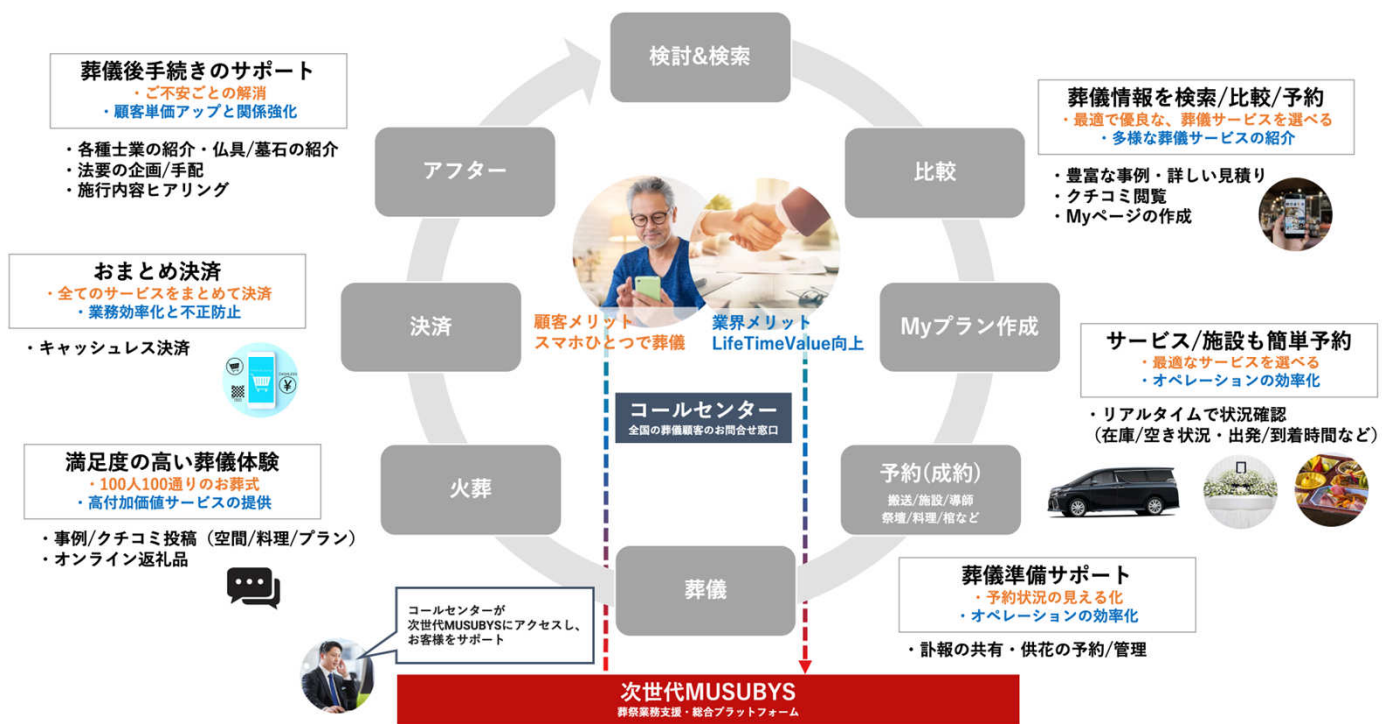 検討&検索
葬儀後手続きのサポート
・ご不安ごとの解消
・顧客単価アップと関係強化
・各種士業の紹介・仏具/墓石の紹介
・法要の企画/手配
・施行内容ヒアリング
アフター
比較
葬儀情報を検索/比較/予約
・最適で優良な、葬儀サービスを選べる
・多様な葬儀サービスの紹介
・豊富な事例・詳しい見積り
・クチコミ閲覧
・Myページの作成
おまとめ決済
・全てのサービスをまとめて決済
・業務効率化と不正防止
・キャッシュレス決済
決済
顧客メリット
スマホひとつで葬儀
業界メリット
LifeTimeValue向上
Myプラン作成
サービス/施設も簡単予約
・最適なサービスを選べる
・オペレーションの効率化
・リアルタイムで状況確認
（在庫/空き状況・出発/到着時間など）
コールセンター
全国の葬儀顧客のお問合せ窓口
満足度の高い葬儀体験
・100人100通りのお葬式
・高付加価値サービスの提供
・事例/クチコミ投稿（空間/料理/プラン）
・オンライン返礼品
火葬
予約(成約)
搬送/施設/導師
祭壇/料理/棺など
葬儀
葬儀準備サポート
・予約状況の見える化
・オペレーションの効率化
・訃報の共有・供花の予約/管理
コールセンターが
次世代MUSUBYSにアクセスし、
お客様をサポート
次世代MUSUBYS
葬祭業務支援・総合プラットフォーム